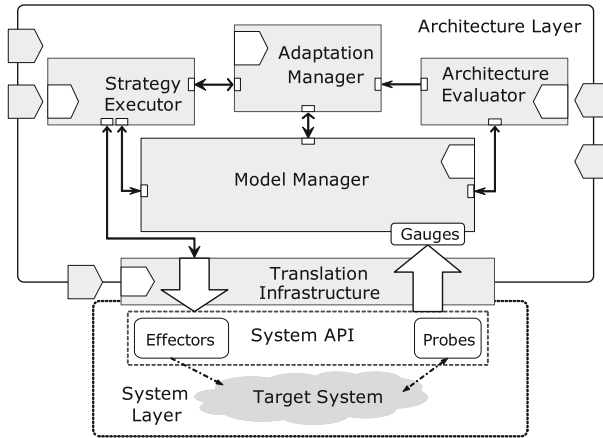 Architecture Layer
Adaptation
Manager
Strategy
Executor
Architecture
Evaluator
Model Manager
Gauges
Translation
Infrastructure
Effectors
System API
Probes
System
Layer
Target System